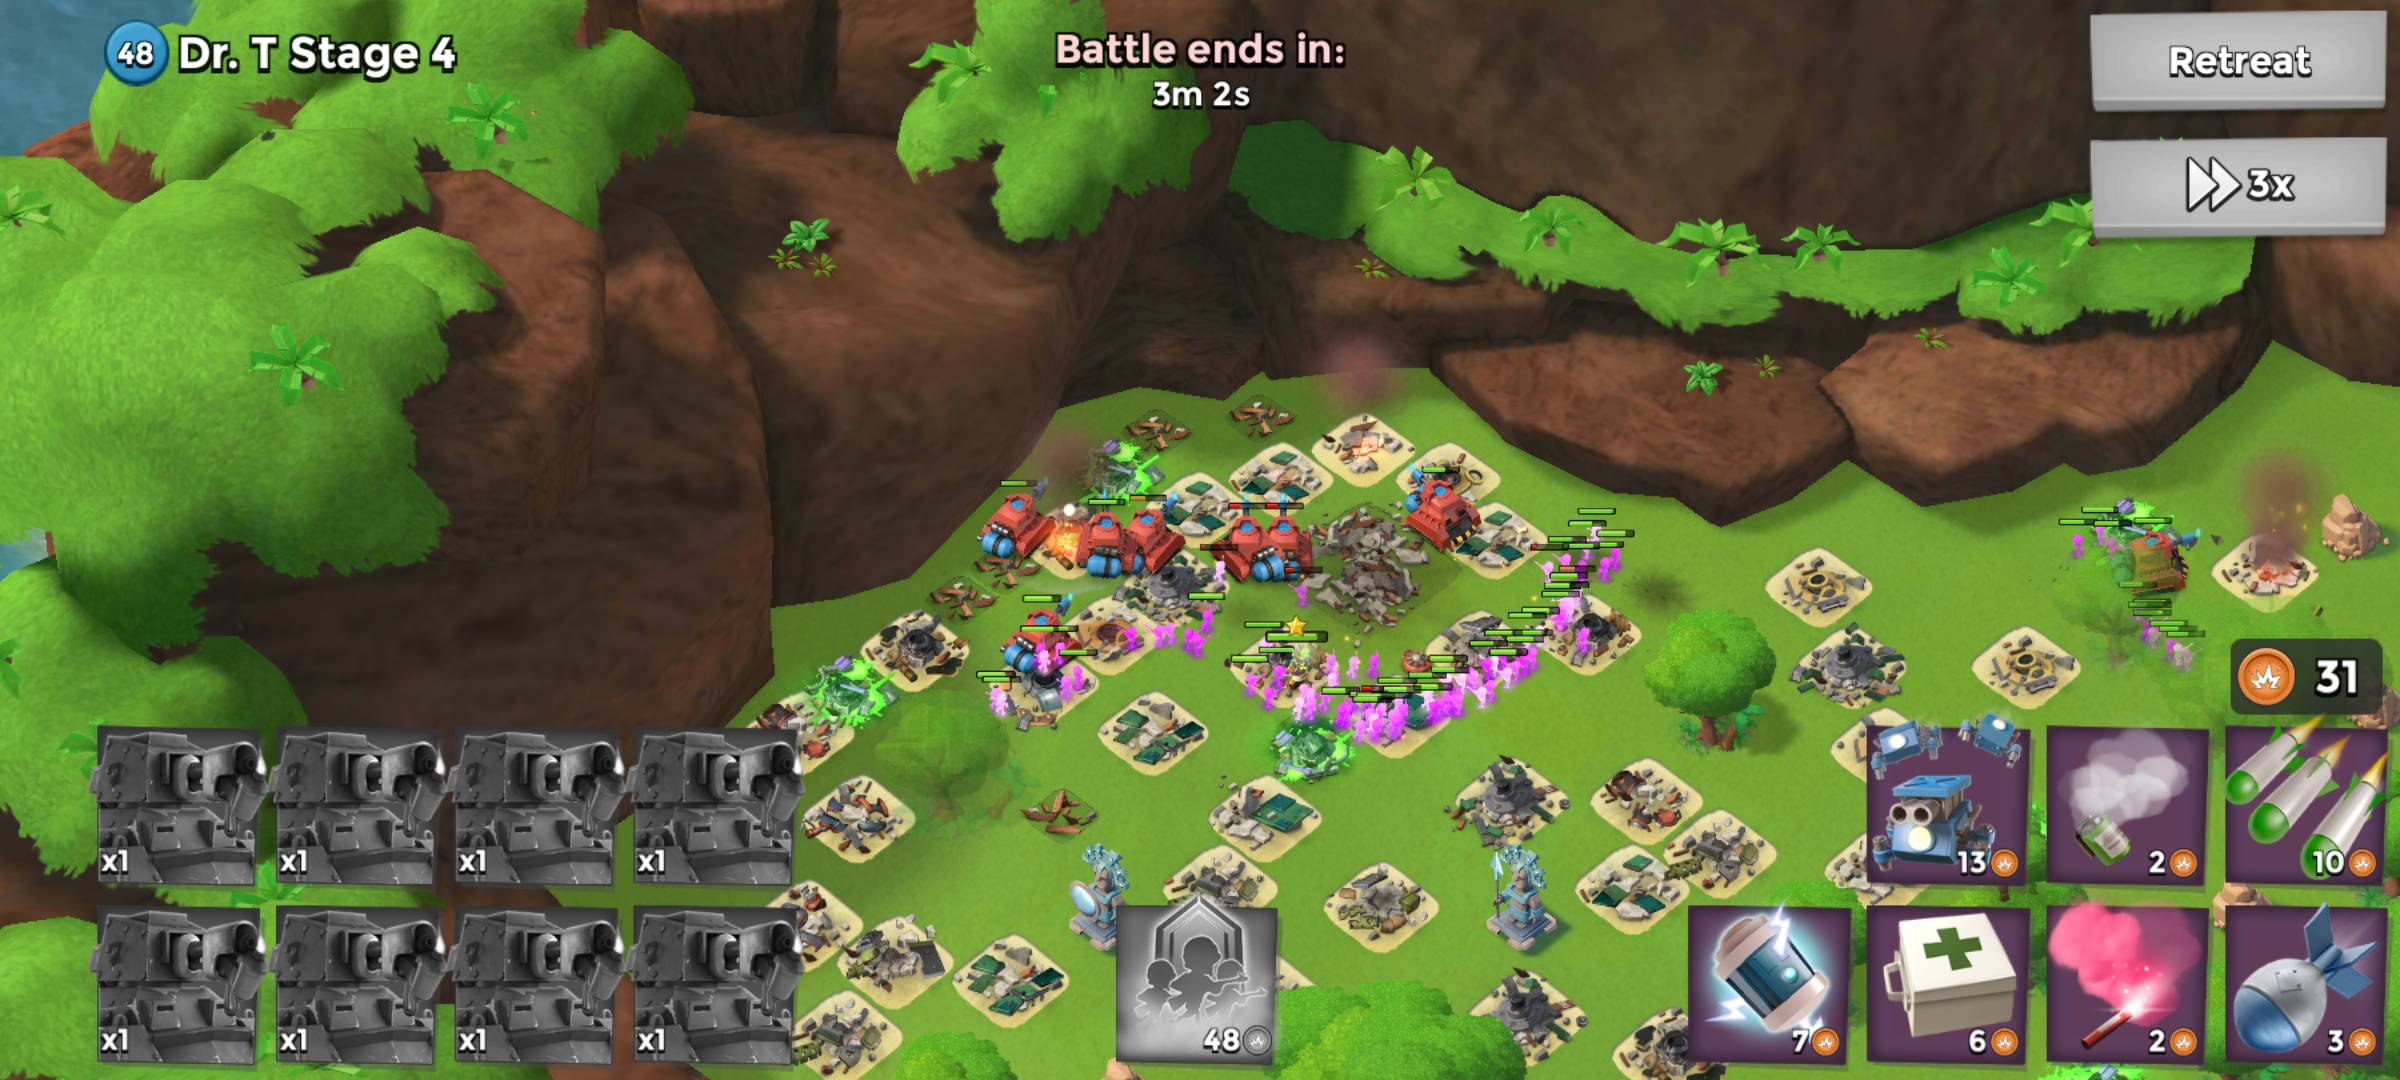 48 Dr. T Stage 4
Battle ends in:
3m 2s
Retreat
3x
31
x1 x1 x1 x1
13 2 10
x1 x1 x1 x1
48
7 6 2 3